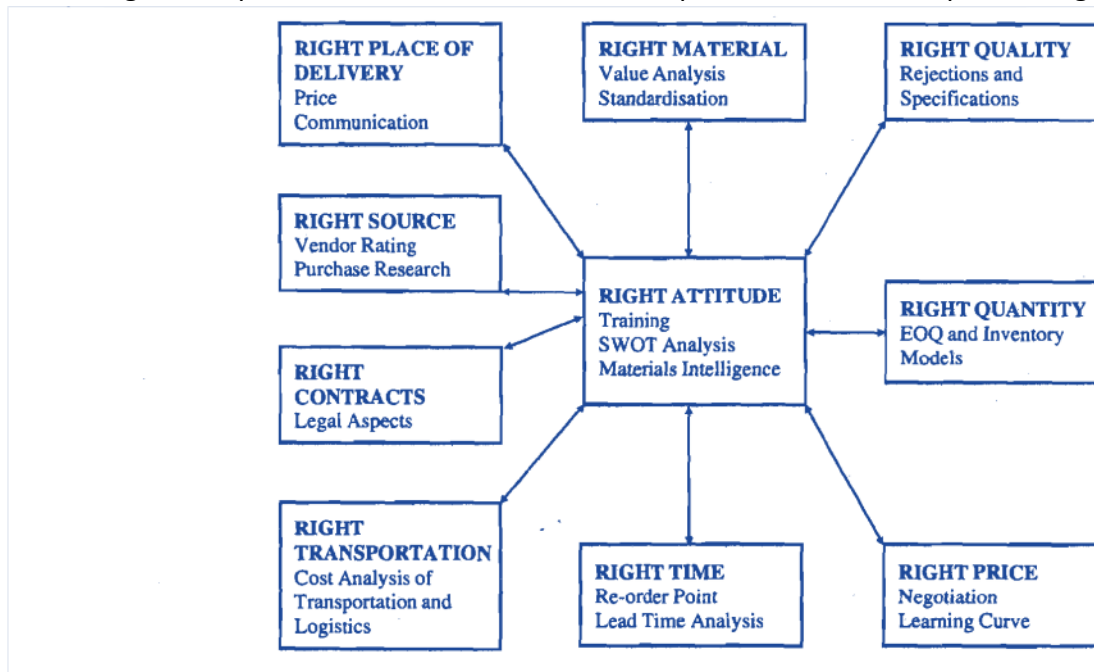 RIGHT PLACE OF
DELIVERY
Price
Communication
RIGHT MATERIAL
Value Analysis
Standardisation
RIGHT QUALITY
Rejections and
Specifications
RIGHT SOURCE
Vendor Rating
Purchase Research
RIGHT ATTITUDE
Training
SWOT Analysis
Materials Intelligence
RIGHT QUANTITY
EOQ and Inventory
Models
RIGHT
CONTRACTS
Legal Aspects
RIGHT
TRANSPORTATION
Cost Analysis of
Transportation and
Logistics
RIGHT TIME
Re-order Point
Lead Time Analysis
RIGHT PRICE
Negotiation
Learning Curve